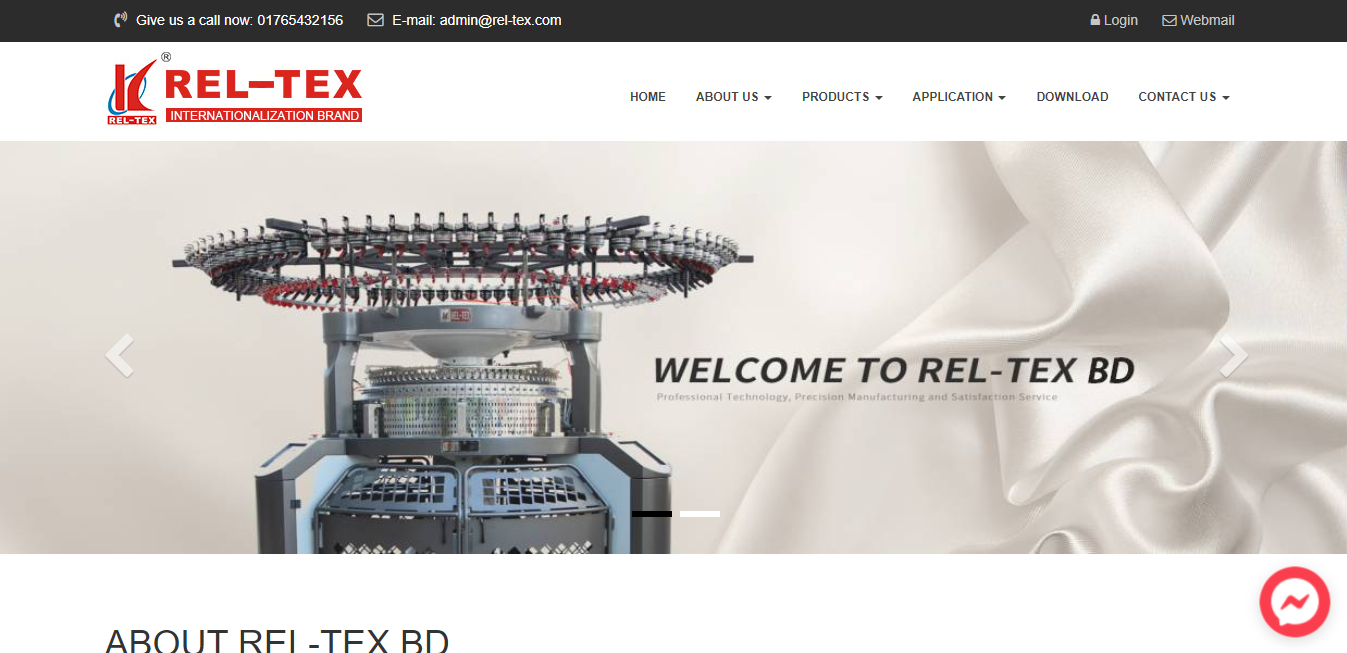 Give us a call now: 01765432156
E-mail: admin@rel-tex.com
Login
Webmail
®
REL-TEX
REL-TEX
INTERNATIONALIZATION BRAND
HOME
ABOUT US
PRODUCTS
APPLICATION
DOWNLOAD
CONTACT US
REL-TEX
WELCOME TO REL-TEX BD
Professional Technology, Precision Manufacturing and Satisfaction Service
ABOUT REL-TEX BD